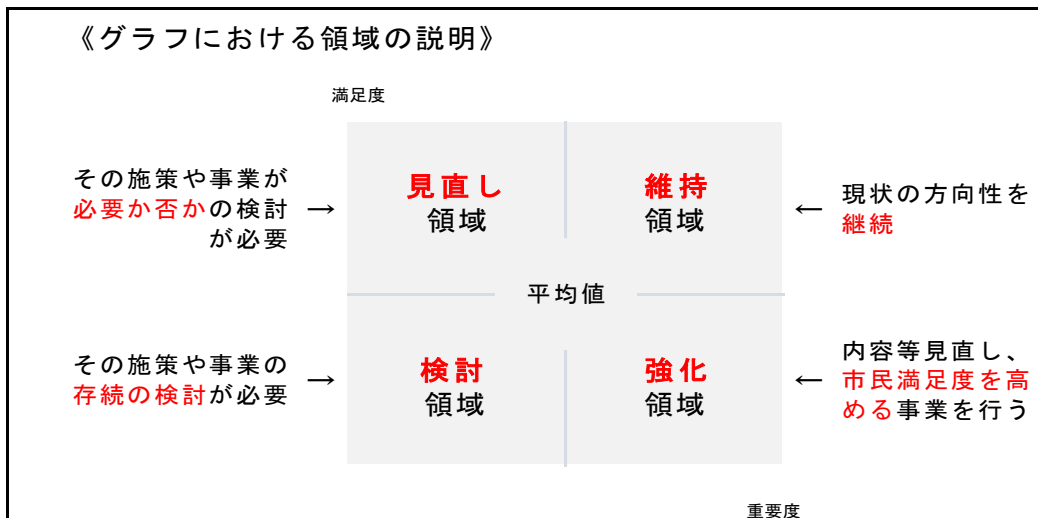 《グラフにおける領域の説明》
満足度
その施策や事業が
必要か否かの検討
が必要
→
見直し
領域
維持
領域
←
現状の方向性を
継続
平均値
その施策や事業の
存続の検討が必要
→
検討
領域
強化
領域
←
内容等見直し、
市民満足度を高
める事業を行う
重要度